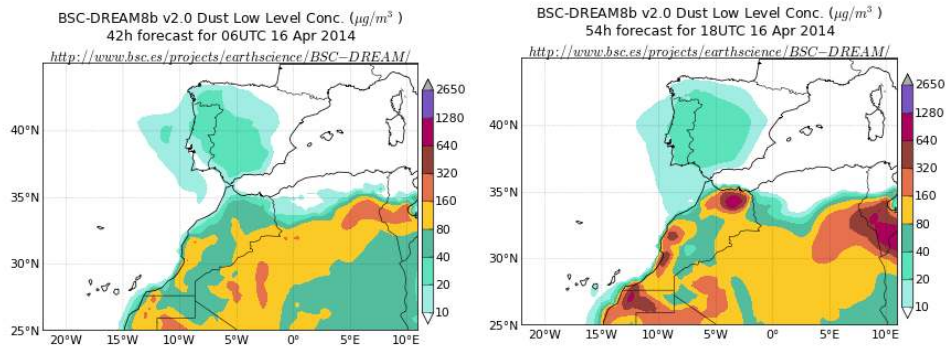 BSC-DREAM8b v2.0 Dust Low Level Conc. (μg/m³ )
42h forecast for 06UTC 16 Apr 2014
http://www.bsc.es/projects/earthscience/BSC−DREAM/
40°N
35°N
30°N
25°N
20°W
15°W
10°W
5°W
0°E
5°E
10°E
2650
1280
640
320
160
80
40
20
10
BSC-DREAM8b v2.0 Dust Low Level Conc. (μg/m³ )
54h forecast for 18UTC 16 Apr 2014
http://www.bsc.es/projects/earthscience/BSC−DREAM/
40°N
35°N
30°N
25°N
20°W
15°W
10°W
5°W
0°E
5°E
10°E
2650
1280
640
320
160
80
40
20
10